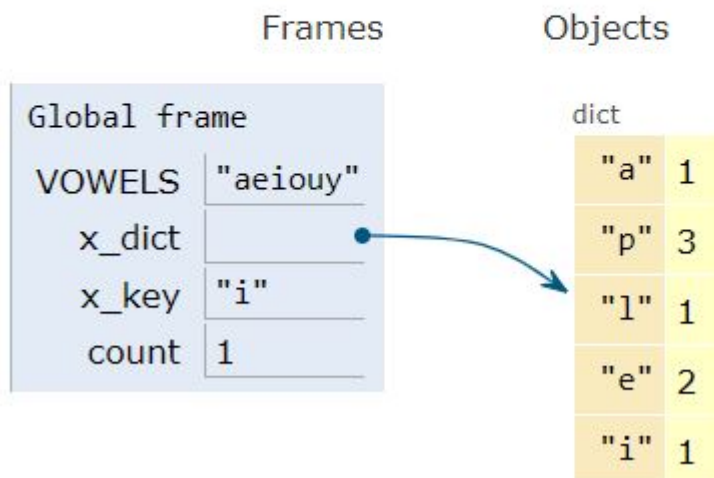 Frames Objects
Global frame
VOWELS "aeiouy"
x_dict
x_key "i"
count 1
dict
"a" 1
"p" 3
"l" 1
"e" 2
"i" 1